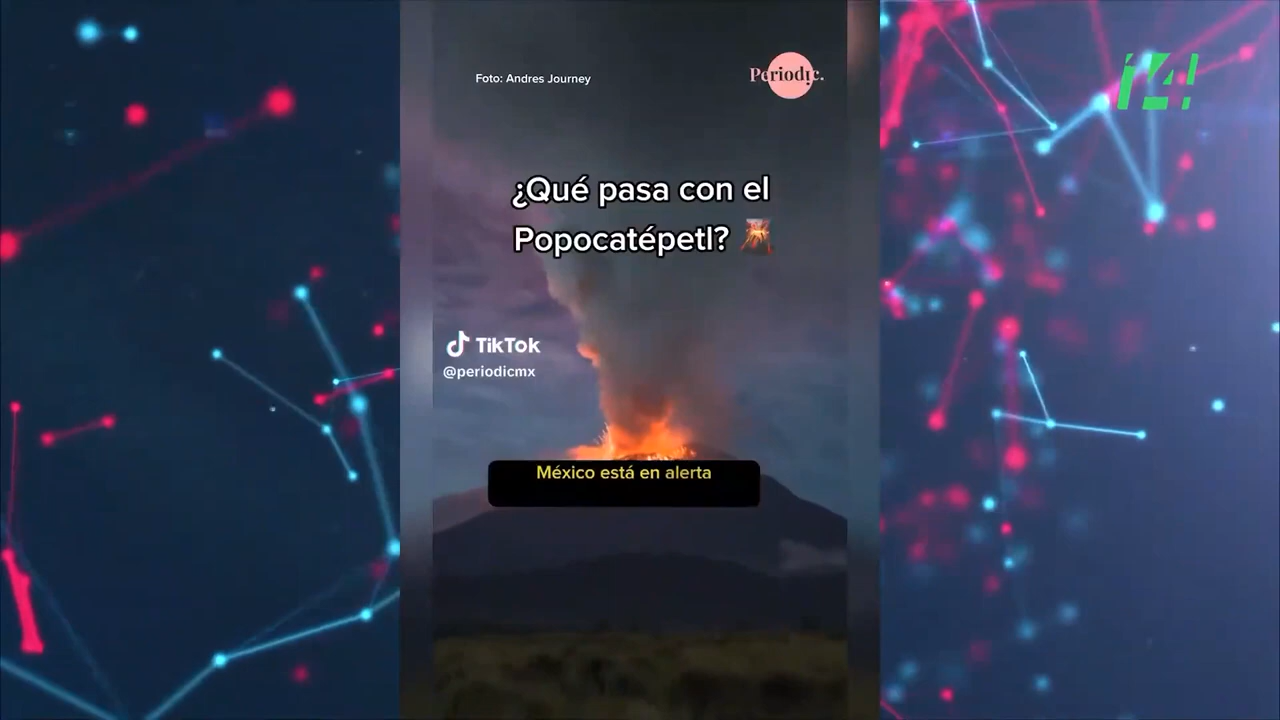 Foto: Andres Journey
Periodic.
¿Qué pasa con el
Popocatépetl?
TikTok
@periodicmx
México está en alerta